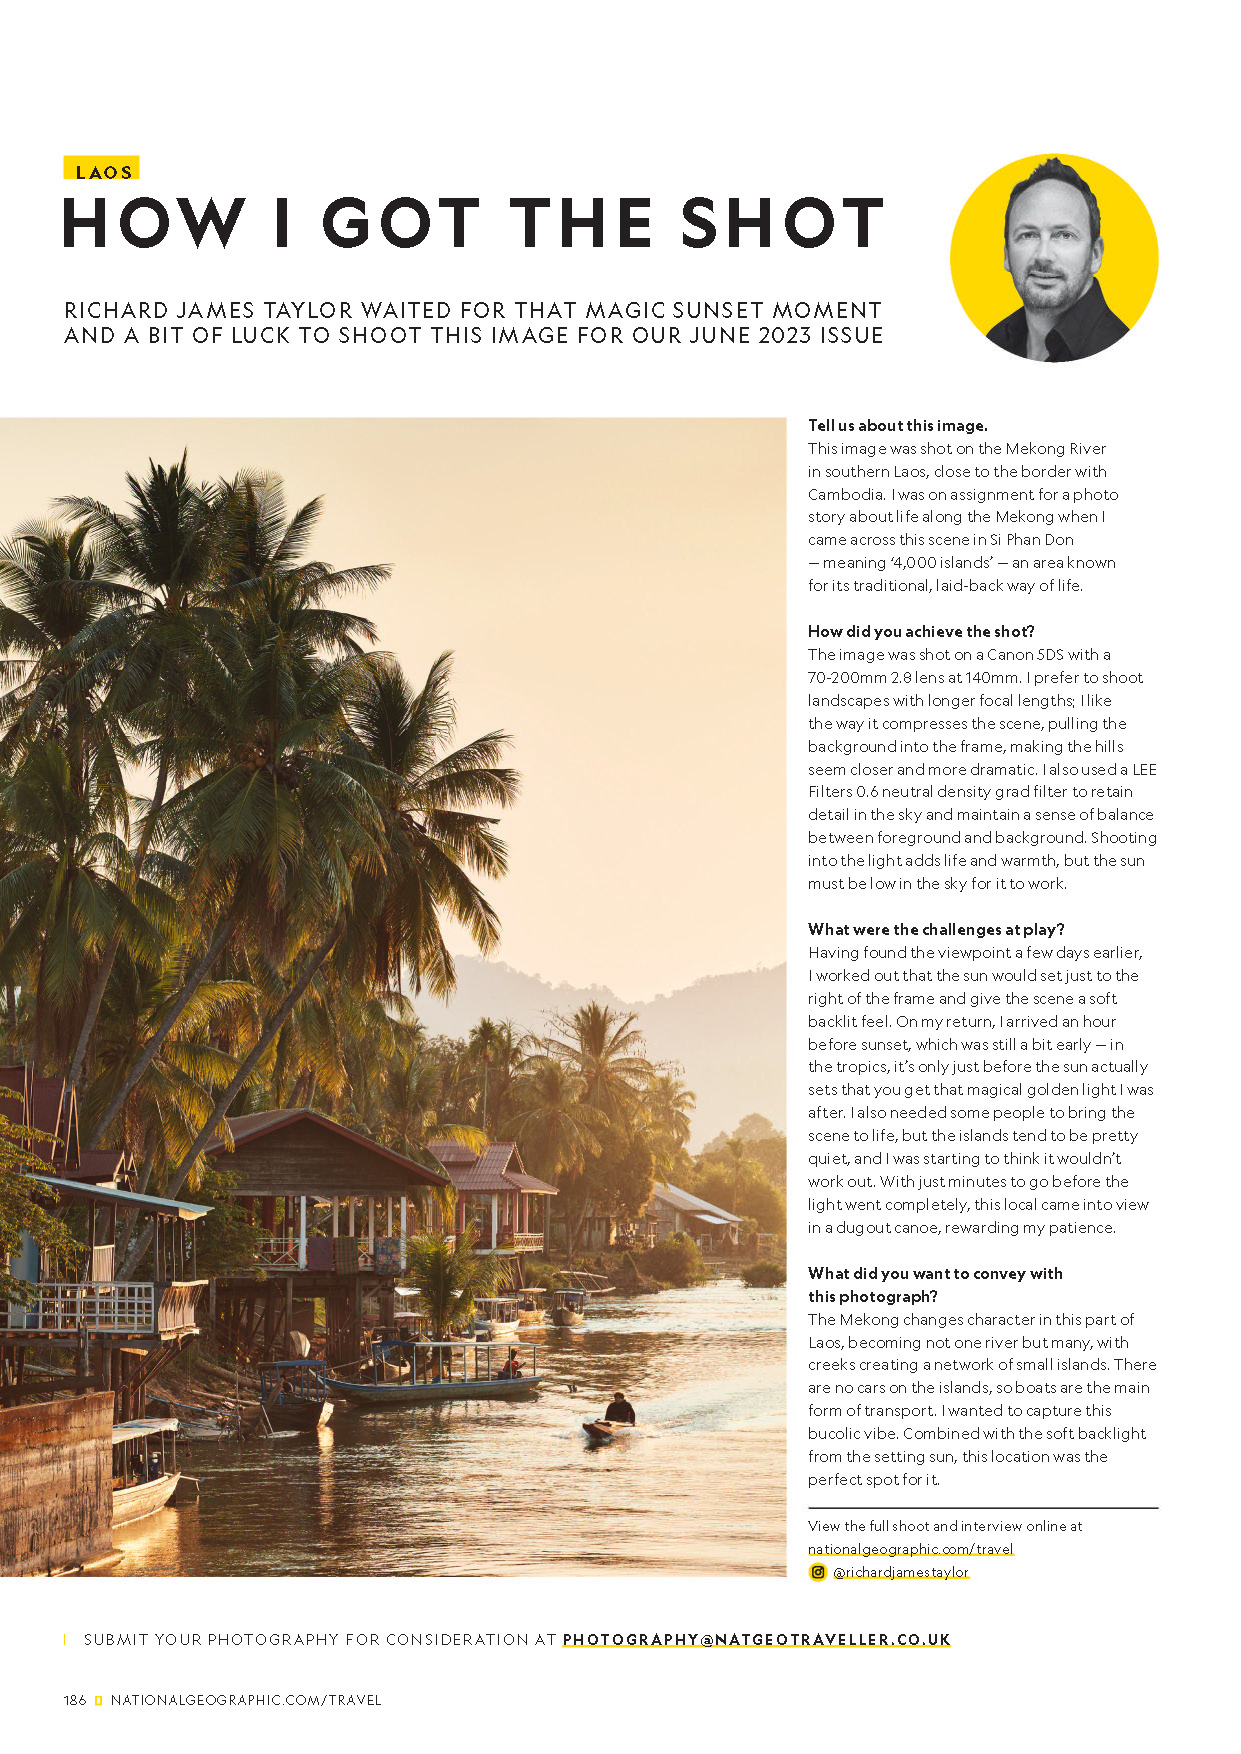 LAOS
HOW I GOT THE SHOT
RICHARD JAMES TAYLOR WAITED FOR THAT MAGIC SUNSET MOMENT
AND A BIT OF LUCK TO SHOOT THIS IMAGE FOR OUR JUNE 2023 ISSUE
Tell us about this image.
This image was shot on the Mekong River
in southern Laos, close to the border with
Cambodia. I was on assignment for a photo
story about life along the Mekong when I
came across this scene in Si Phan Don
— meaning ‘4,000 islands’ — an area known
for its traditional, laid-back way of life.
How did you achieve the shot?
The image was shot on a Canon 5DS with a
70-200mm 2.8 lens at 140mm. I prefer to shoot
landscapes with longer focal lengths; I like
the way it compresses the scene, pulling the
background into the frame, making the hills
seem closer and more dramatic. I also used a LEE
Filters 0.6 neutral density grad filter to retain
detail in the sky and maintain a sense of balance
between foreground and background. Shooting
into the light adds life and warmth, but the sun
must be low in the sky for it to work.
What were the challenges at play?
Having found the viewpoint a few days earlier,
I worked out that the sun would set just to the
right of the frame and give the scene a soft
backlit feel. On my return, I arrived an hour
before sunset, which was still a bit early — in
the tropics, it’s only just before the sun actually
sets that you get that magical golden light I was
after. I also needed some people to bring the
scene to life, but the islands tend to be pretty
quiet, and I was starting to think it wouldn’t
work out. With just minutes to go before the
light went completely, this local came into view
in a dugout canoe, rewarding my patience.
What did you want to convey with
this photograph?
The Mekong changes character in this part of
Laos, becoming not one river but many, with
creeks creating a network of small islands. There
are no cars on the islands, so boats are the main
form of transport. I wanted to capture this
bucolic vibe. Combined with the soft backlight
from the setting sun, this location was the
perfect spot for it.
View the full shoot and interview online at
nationalgeographic.com/travel
@richardjamestaylor
SUBMIT YOUR PHOTOGRAPHY FOR CONSIDERATION AT PHOTOGRAPHY@NATGEOTRAVELLER.CO.UK
186 NATIONALGEOGRAPHIC.COM/TRAVEL